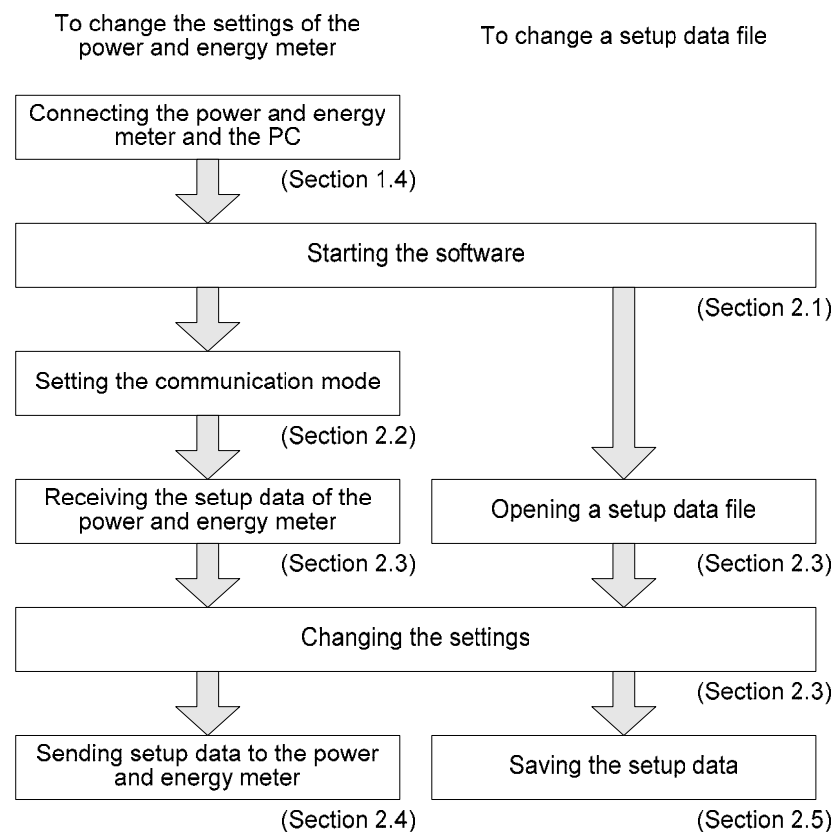 To change the settings of the
power and energy meter
To change a setup data file
Connecting the power and energy
meter and the PC
(Section 1.4)
Starting the software
(Section 2.1)
Setting the communication mode
(Section 2.2)
Receiving the setup data of the
power and energy meter
Opening a setup data file
(Section 2.3)
(Section 2.3)
Changing the settings
(Section 2.3)
Sending setup data to the power
and energy meter
Saving the setup data
(Section 2.4)
(Section 2.5)